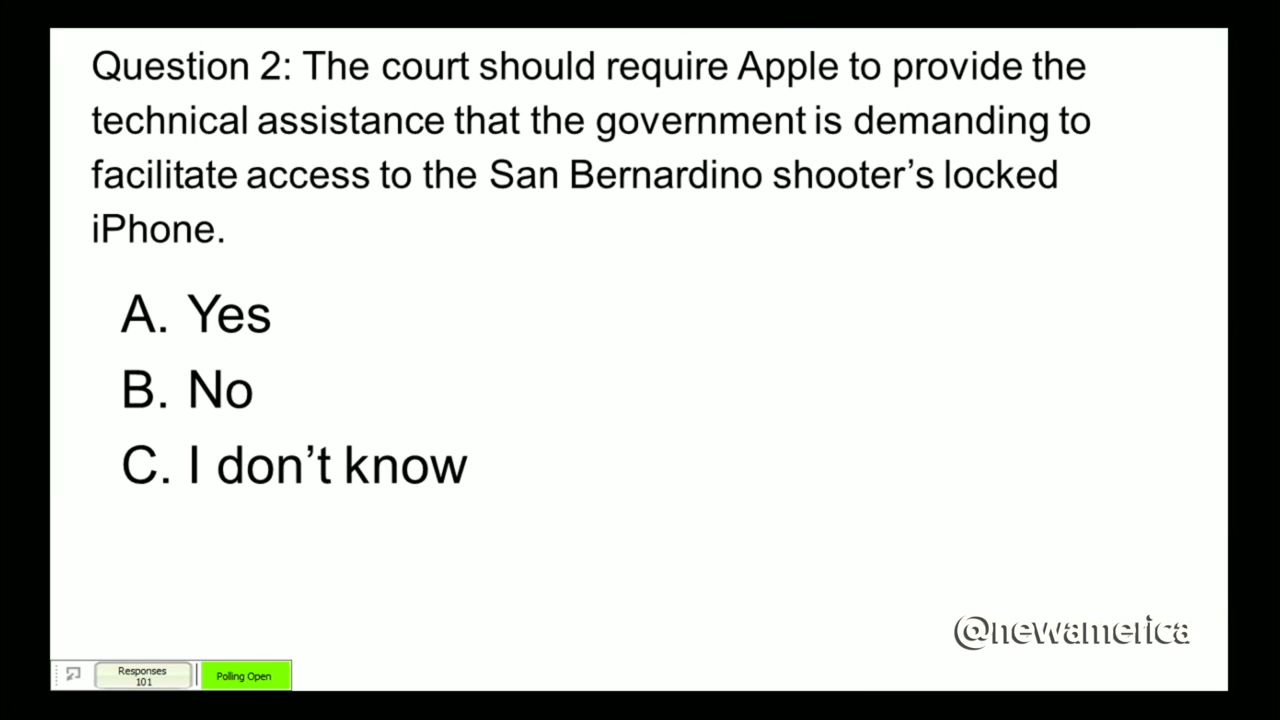 Question 2: The court should require Apple to provide the
technical assistance that the government is demanding to
facilitate access to the San Bernardino shooter’s locked
iPhone.
A. Yes
B. No
C. I don’t know
@newamerica
Responses
101
Polling Open